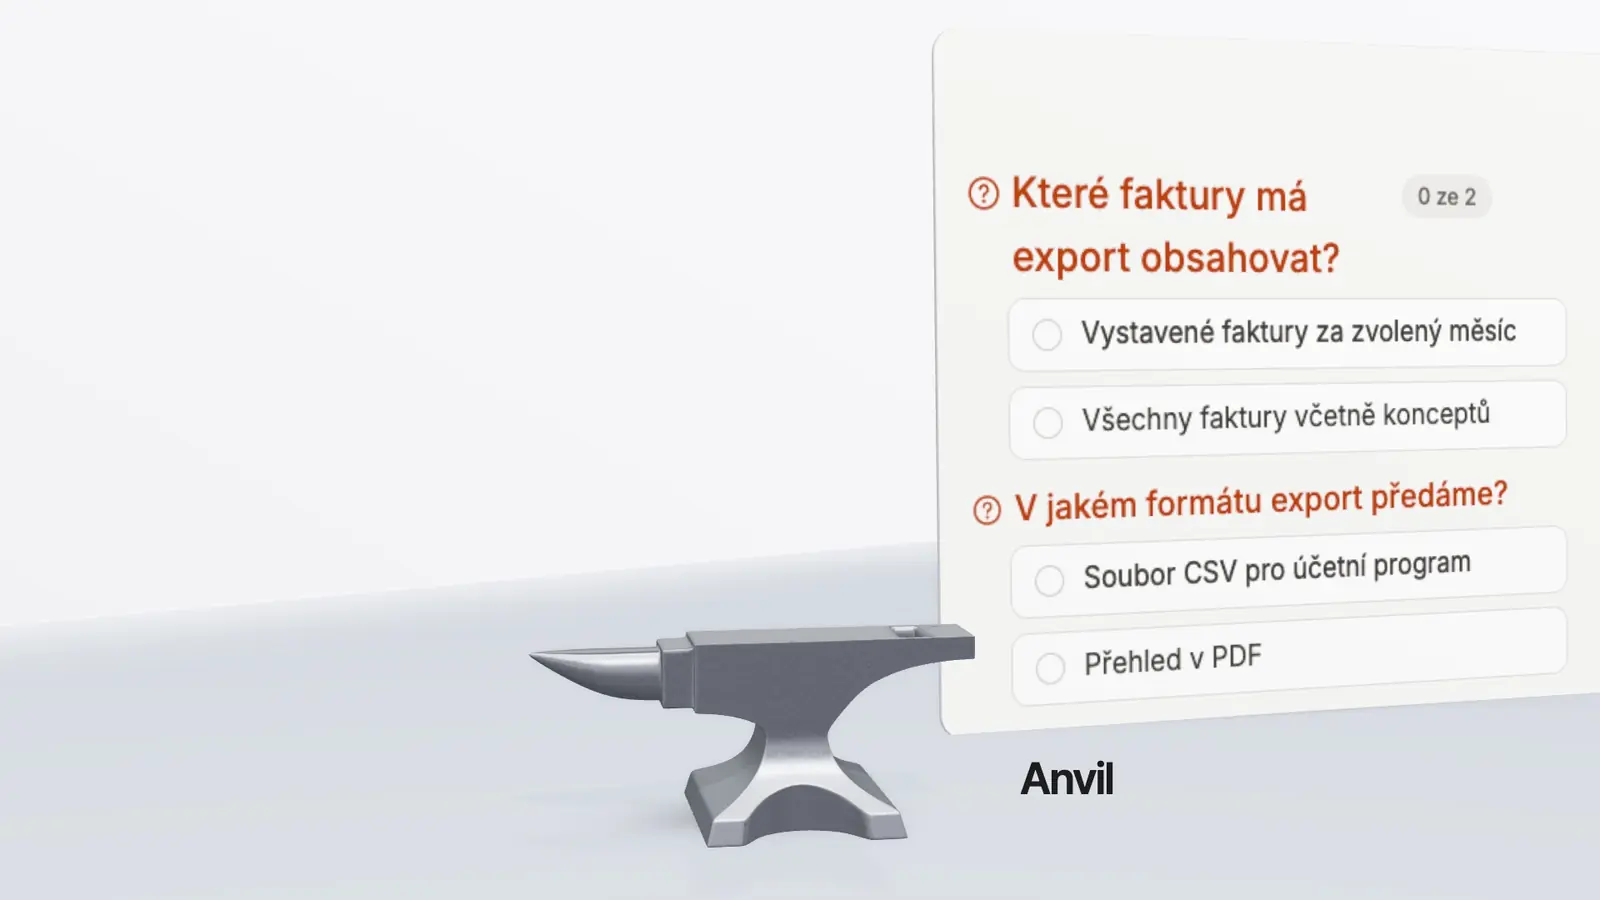 Které faktury má
0 ze 2
export obsahovat?
Vystavené faktury za zvolený měsíc
Všechny faktury včetně konceptů
V jakém formátu export předáme?
Soubor CSV pro účetní program
Přehled v PDF
Anvil